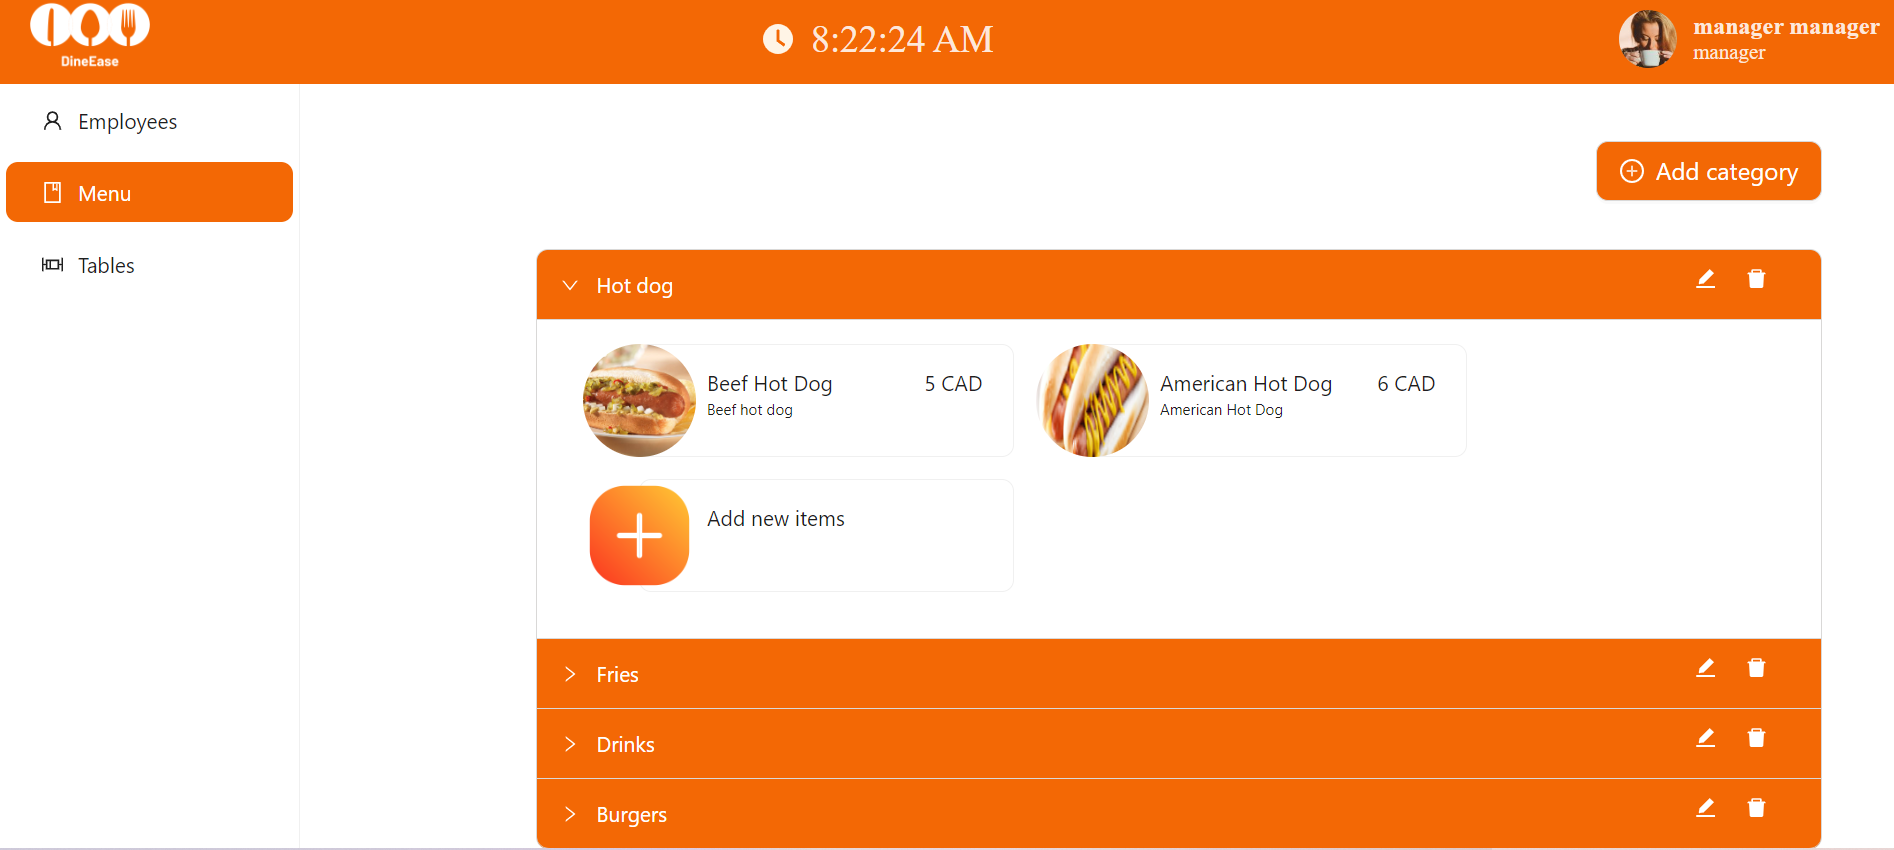 DineEase
8:22:24 AM
manager manager
manager
Employees
Menu
Tables
Add category
Hot dog
Beef Hot Dog 5 CAD
Beef hot dog
American Hot Dog 6 CAD
American Hot Dog
Add new items
Fries
Drinks
Burgers